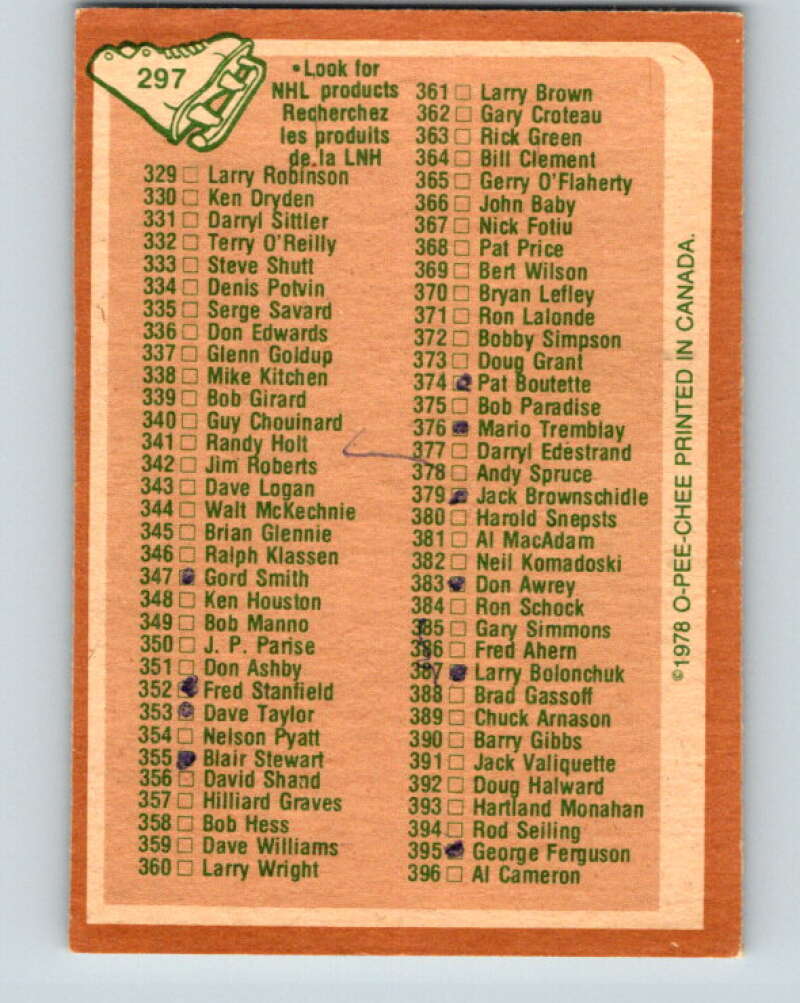 297
•Look for
NHL products
Recherchez
les produits
de.la LNH
329 Larry Robinson
330 Ken Dryden
331 Darryl Sittler
332 Terry O'Reilly
333 Steve Shutt
334 Denis Potvin
335 Serge Savard
336 Don Edwards
337 Glenn Goldup
338 Mike Kitchen
339 Bob Girard
340 Guy Chouinard
341 Randy Holt
342 Jim Roberts
343 Dave Logan
344 Walt McKechnie
345 Brian Glennie
346 Ralph Klassen
347 Gord Smith
348 Ken Houston
349 Bob Manno
350 J. P. Parise
351 Don Ashby
352 Fred Stanfield
353 Dave Taylor
354 Nelson Pyatt
355 Blair Stewart
356 David Shand
357 Hilliard Graves
358 Bob Hess
359 Dave Williams
360 Larry Wright
361 Larry Brown
362 Gary Croteau
363 Rick Green
364 Bill Clement
365 Gerry O'Flaherty
366 John Baby
367 Nick Fotiu
368 Pat Price
369 Bert Wilson
370 Bryan Lefley
371 Ron Lalonde
372 Bobby Simpson
373 Doug Grant
374 Pat Boutette
375 Bob Paradise
376 Mario Tremblay
377 Darryl Edestrand
378 Andy Spruce
379 Jack Brownschidle
380 Harold Snepsts
381 Al MacAdam
382 Neil Komadoski
383 Don Awrey
384 Ron Schock
385 Gary Simmons
386 Fred Ahern
387 Larry Bolonchuk
388 Brad Gassoff
389 Chuck Arnason
390 Barry Gibbs
391 Jack Valiquette
392 Doug Halward
393 Hartland Monahan
394 Rod Seiling
395 George Ferguson
396 Al Cameron
©1978 O-PEE-CHEE PRINTED IN CANADA.